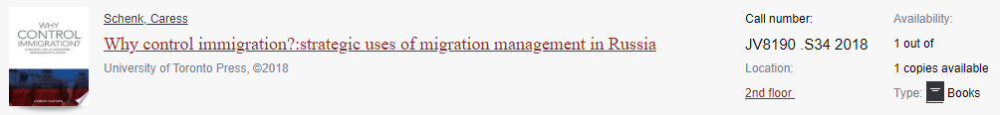 WHY
CONTROL
IMMIGRATION?
Schenk, Caress
Why control immigration?:strategic uses of migration management in Russia
University of Toronto Press, ©2018
Call number:
JV8190 .S34 2018
Location:
2nd floor
Availability:
1 out of
1 copies available
Type: Books